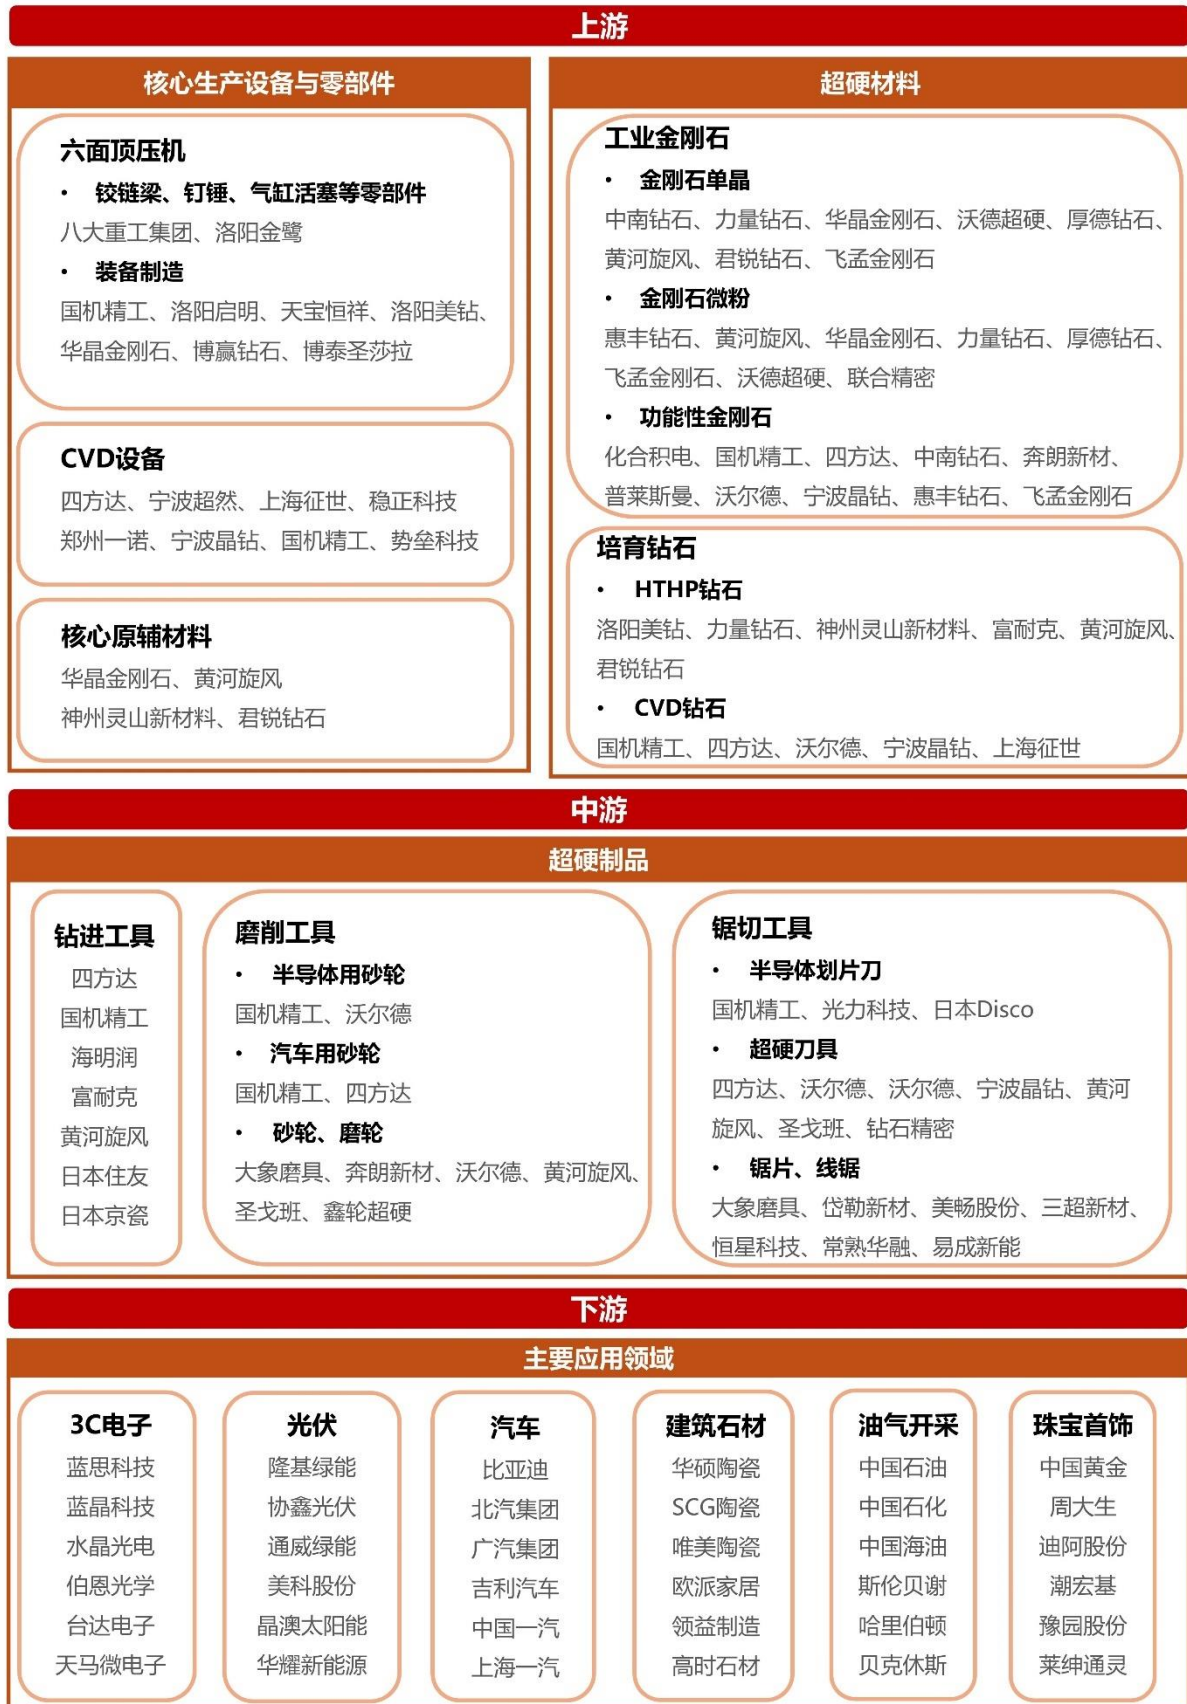 上游
核心生产设备与零部件
六面顶压机
• 铰链梁、钉锤、气缸活塞等零部件
八大重工集团、洛阳金鹭
• 装备制造
国机精工、洛阳启明、天宝恒祥、洛阳美钻、
华晶金刚石、博赢钻石、博泰圣莎拉
CVD设备
四方达、宁波超然、上海征世、稳正科技
郑州一诺、宁波晶钻、国机精工、势垒科技
核心原辅材料
华晶金刚石、黄河旋风
神州灵山新材料、君锐钻石
超硬材料
工业金刚石
• 金刚石单晶
中南钻石、力量钻石、华晶金刚石、沃德超硬、厚德钻石、
黄河旋风、君锐钻石、飞孟金刚石
• 金刚石微粉
惠丰钻石、黄河旋风、华晶金刚石、力量钻石、厚德钻石、
飞孟金刚石、沃德超硬、联合精密
• 功能性金刚石
化合积电、国机精工、四方达、中南钻石、奔朗新材、
普莱斯曼、沃尔德、宁波晶钻、惠丰钻石、飞孟金刚石
培育钻石
• HTHP钻石
洛阳美钻、力量钻石、神州灵山新材料、富耐克、黄河旋风、
君锐钻石
• CVD钻石
国机精工、四方达、沃尔德、宁波晶钻、上海征世
中游
超硬制品
钻进工具
四方达
国机精工
海明润
富耐克
黄河旋风
日本住友
日本京瓷
磨削工具
• 半导体用砂轮
国机精工、沃尔德
• 汽车用砂轮
国机精工、四方达
• 砂轮、磨轮
大象磨具、奔朗新材、沃尔德、黄河旋风、
圣戈班、鑫轮超硬
锯切工具
• 半导体划片刀
国机精工、光力科技、日本Disco
• 超硬刀具
四方达、沃尔德、沃尔德、宁波晶钻、黄河
旋风、圣戈班、钻石精密
• 锯片、线锯
大象磨具、岱勒新材、美畅股份、三超新材、
恒星科技、常熟华融、易成新能
下游
主要应用领域
3C电子
蓝思科技
蓝晶科技
水晶光电
伯恩光学
台达电子
天马微电子
光伏
隆基绿能
协鑫光伏
通威绿能
美科股份
晶澳太阳能
华耀新能源
汽车
比亚迪
北汽集团
广汽集团
吉利汽车
中国一汽
上海一汽
建筑石材
华硕陶瓷
SCG陶瓷
唯美陶瓷
欧派家居
领益制造
高时石材
油气开采
中国石油
中国石化
中国海油
斯伦贝谢
哈里伯顿
贝克休斯
珠宝首饰
中国黄金
周大生
迪阿股份
潮宏基
豫园股份
莱绅通灵